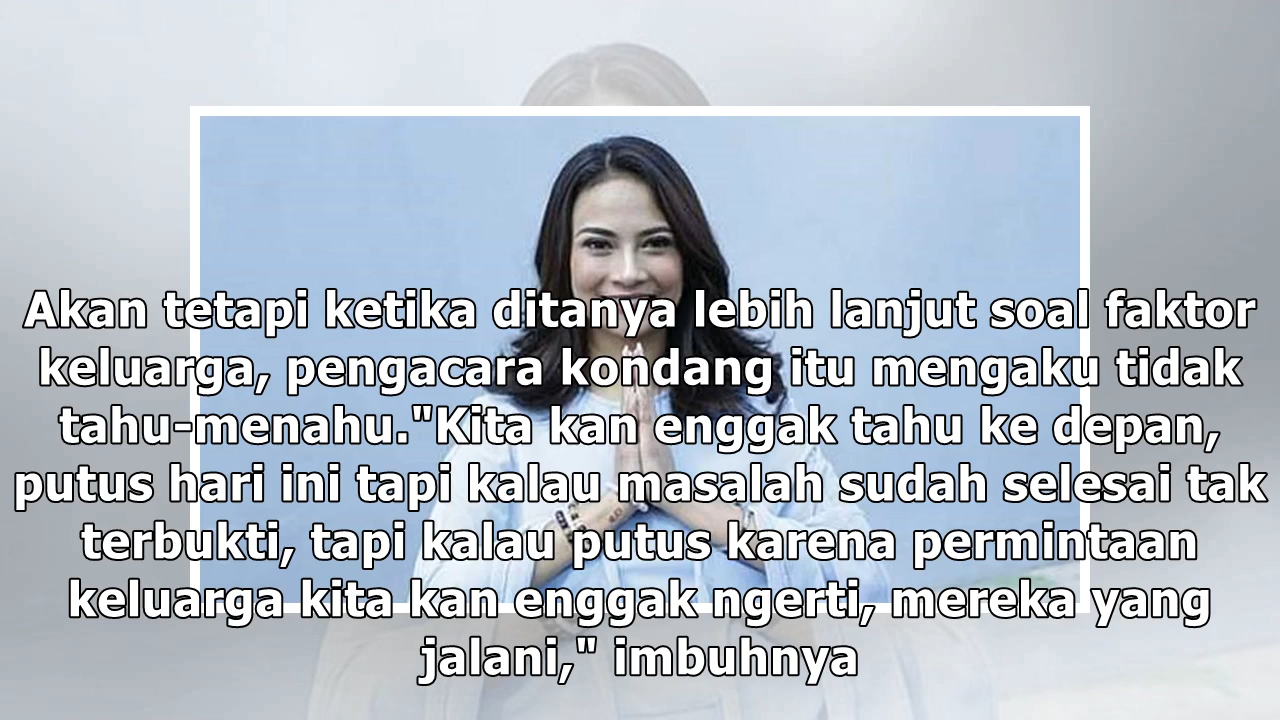 Akan tetapi ketika ditanya lebih lanjut soal faktor
keluarga, pengacara kondang itu mengaku tidak
tahu-menahu."Kita kan enggak tahu ke depan,
putus hari ini tapi kalau masalah sudah selesai tak
terbukti, tapi kalau putus karena permintaan
keluarga kita kan enggak ngerti, mereka yang
jalani," imbuhnya